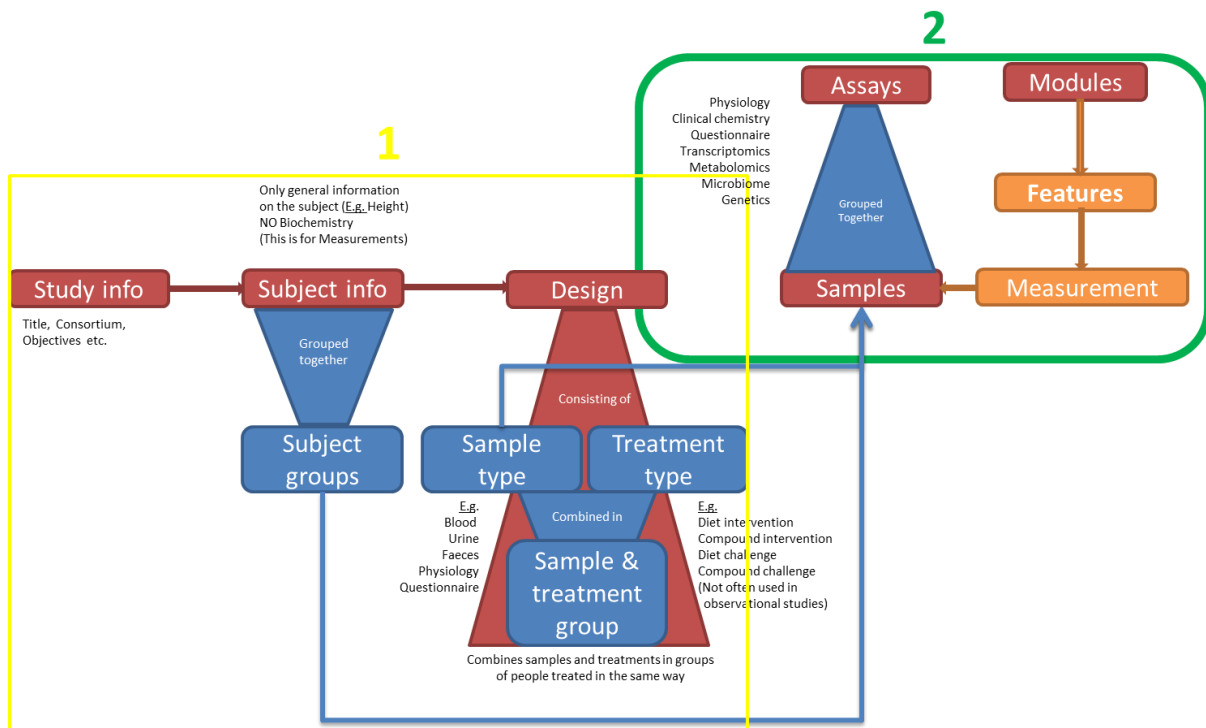 2
1
Assays
Modules
Physiology
Clinical chemistry
Questionnaire
Transcriptomics
Metabolomics
Microbiome
Genetics
Grouped
Together
Features
Samples
Measurement
Only general information
on the subject (E.g. Height)
NO Biochemistry
(This is for Measurements)
Study info
Subject info
Design
Title, Consortium,
Objectives etc.
Grouped
together
Consisting of
Subject
groups
Sample
type
Treatment
type
E.g.
Blood
Urine
Faeces
Physiology
Questionnaire
Combined in
E.g.
Diet intervention
Compound intervention
Diet challenge
Compound challenge
(Not often used in
observational studies)
Sample &
treatment
group
Combines samples and treatments in groups
of people treated in the same way